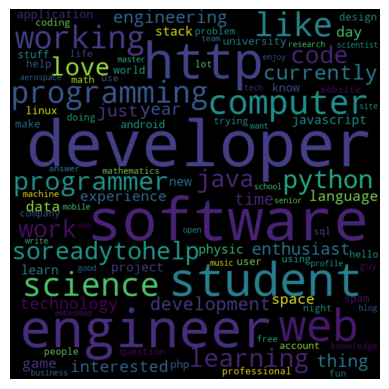 application engineering stack problem university design
coding team day research scientist
working http like
stuff life love code currently
help world lot enjoy
aerospace math use master computer website
programming tech
linux just year know javascript site
doing android trying want
make
developer
answer mathematics school python
programmer new java language
machine senior
data experience time
company mobile software sql
work way open
write
soreadytohelp physic enthusiast
good music profile using hello
learn project user guy
science student
technology development space spam
night blog
people question free account knowledge
engineer web
embedded
game interested php learning thing
business professional fun